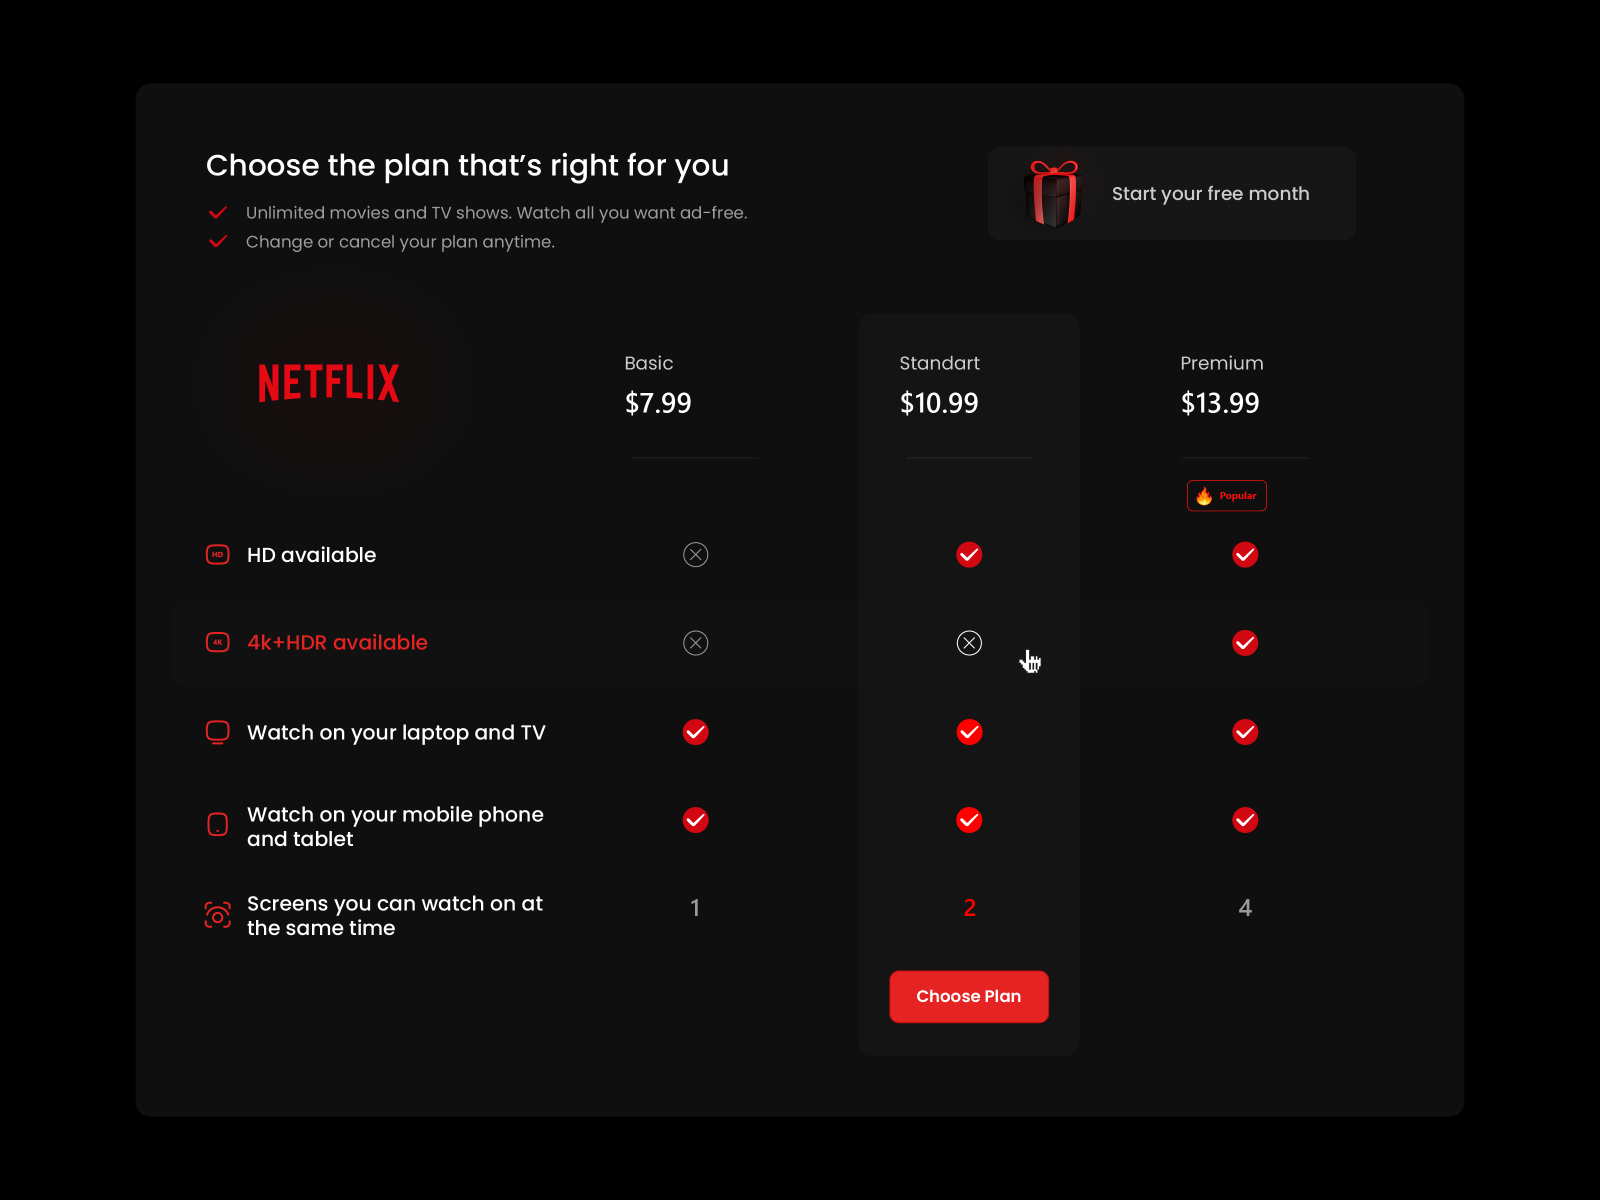 Choose the plan that's right for you
Unlimited movies and TV shows. Watch all you want ad-free.
Change or cancel your plan anytime.
Start your free month
NETFLIX
Basic
$7.99
Standart
$10.99
Premium
$13.99
Popular
HD
HD available
4K
4k+HDR available
Watch on your laptop and TV
Watch on your mobile phone
and tablet
Screens you can watch on at
the same time
1
2
4
Choose Plan